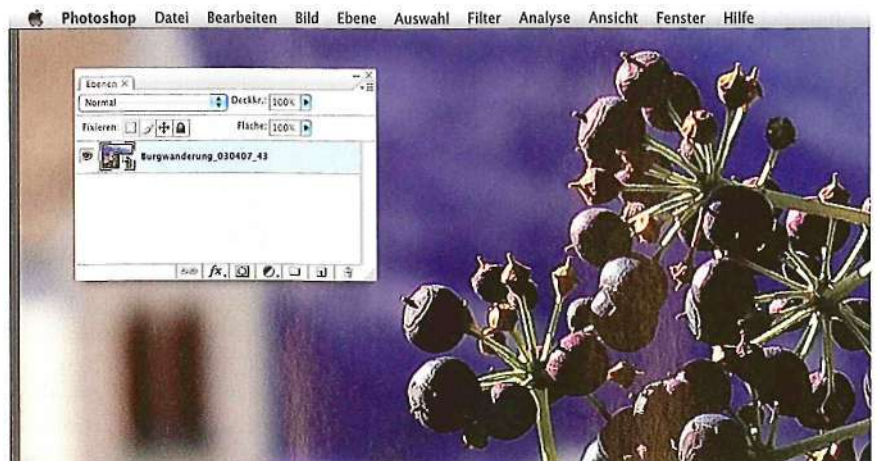 Photoshop Datei Bearbeiten Bild Ebene Auswahl Filter Analyse Ansicht Fenster Hilfe
Ebenen ×
Normal Deckkr.: 100%
Fixieren: Fläche: 100%
Burgwanderung_030407_43
fx.